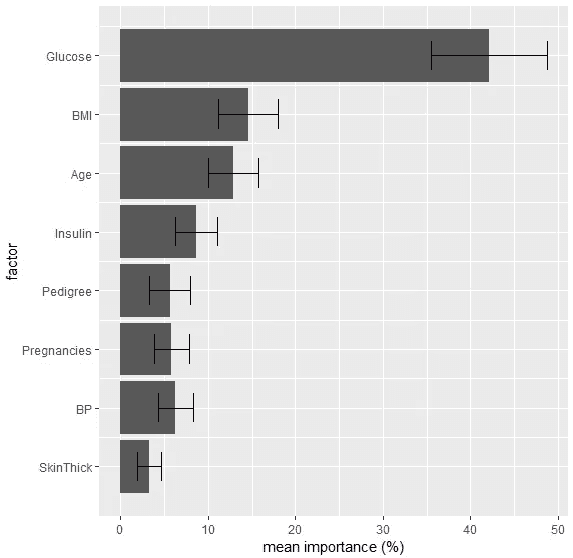 Glucose
BMI
Age
Insulin
Pedigree
Pregnancies
BP
SkinThick
factor
0 10 20 30 40 50
mean importance (%)